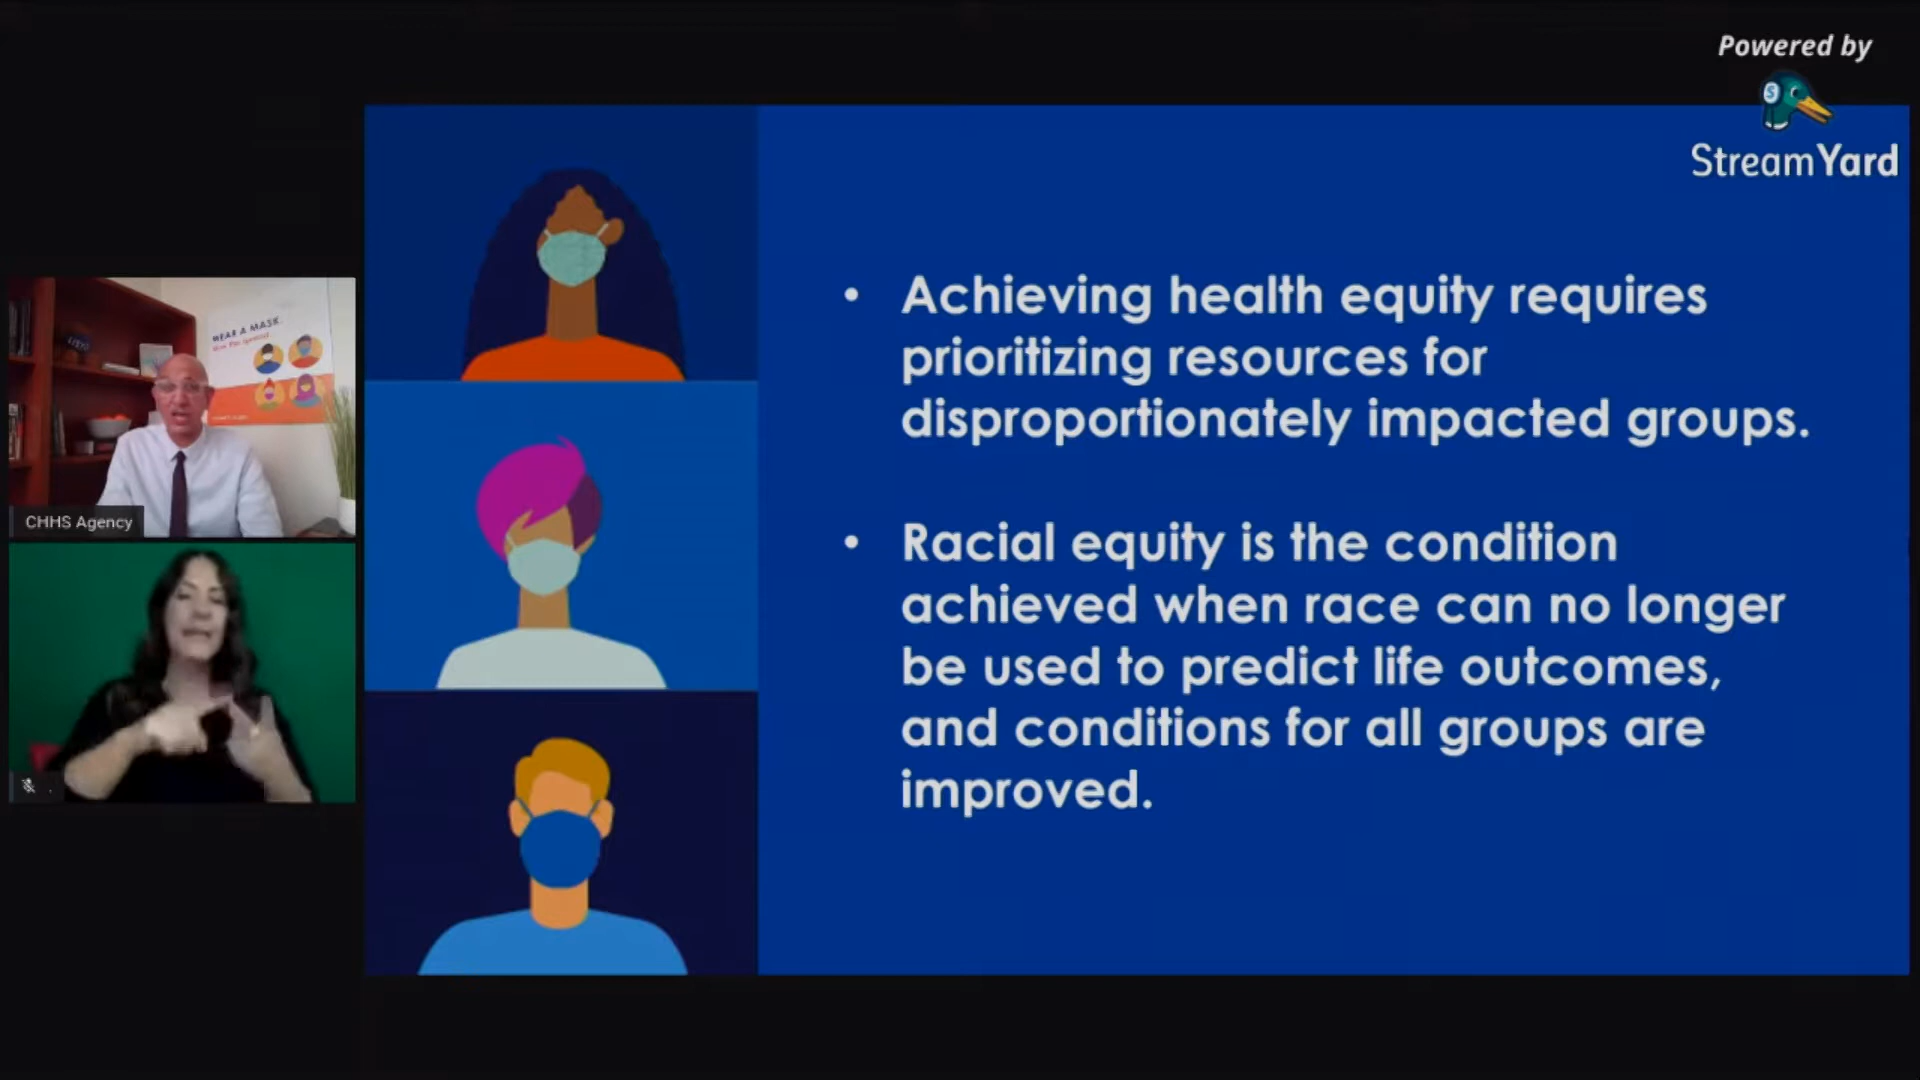 Powered by
StreamYard
• Achieving health equity requires
prioritizing resources for
disproportionately impacted groups.
• Racial equity is the condition
achieved when race can no longer
be used to predict life outcomes,
and conditions for all groups are
improved.
WEAR A MASK.
CHHS Agency